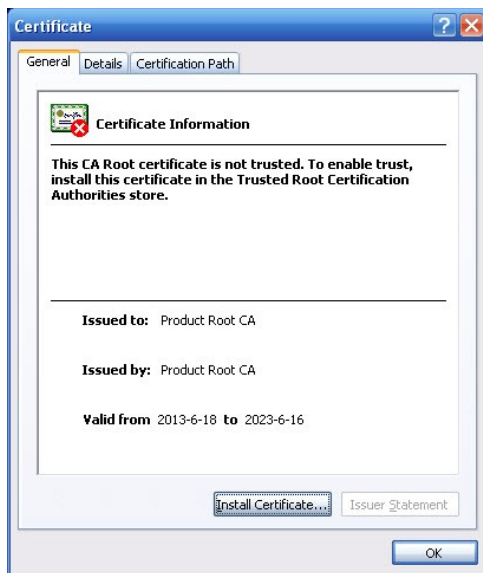 Certificate
General Details Certification Path
Certificate Information
This CA Root certificate is not trusted. To enable trust,
install this certificate in the Trusted Root Certification
Authorities store.
Issued to: Product Root CA
Issued by: Product Root CA
Valid from 2013-6-18 to 2023-6-16
Install Certificate... Issuer Statement
OK